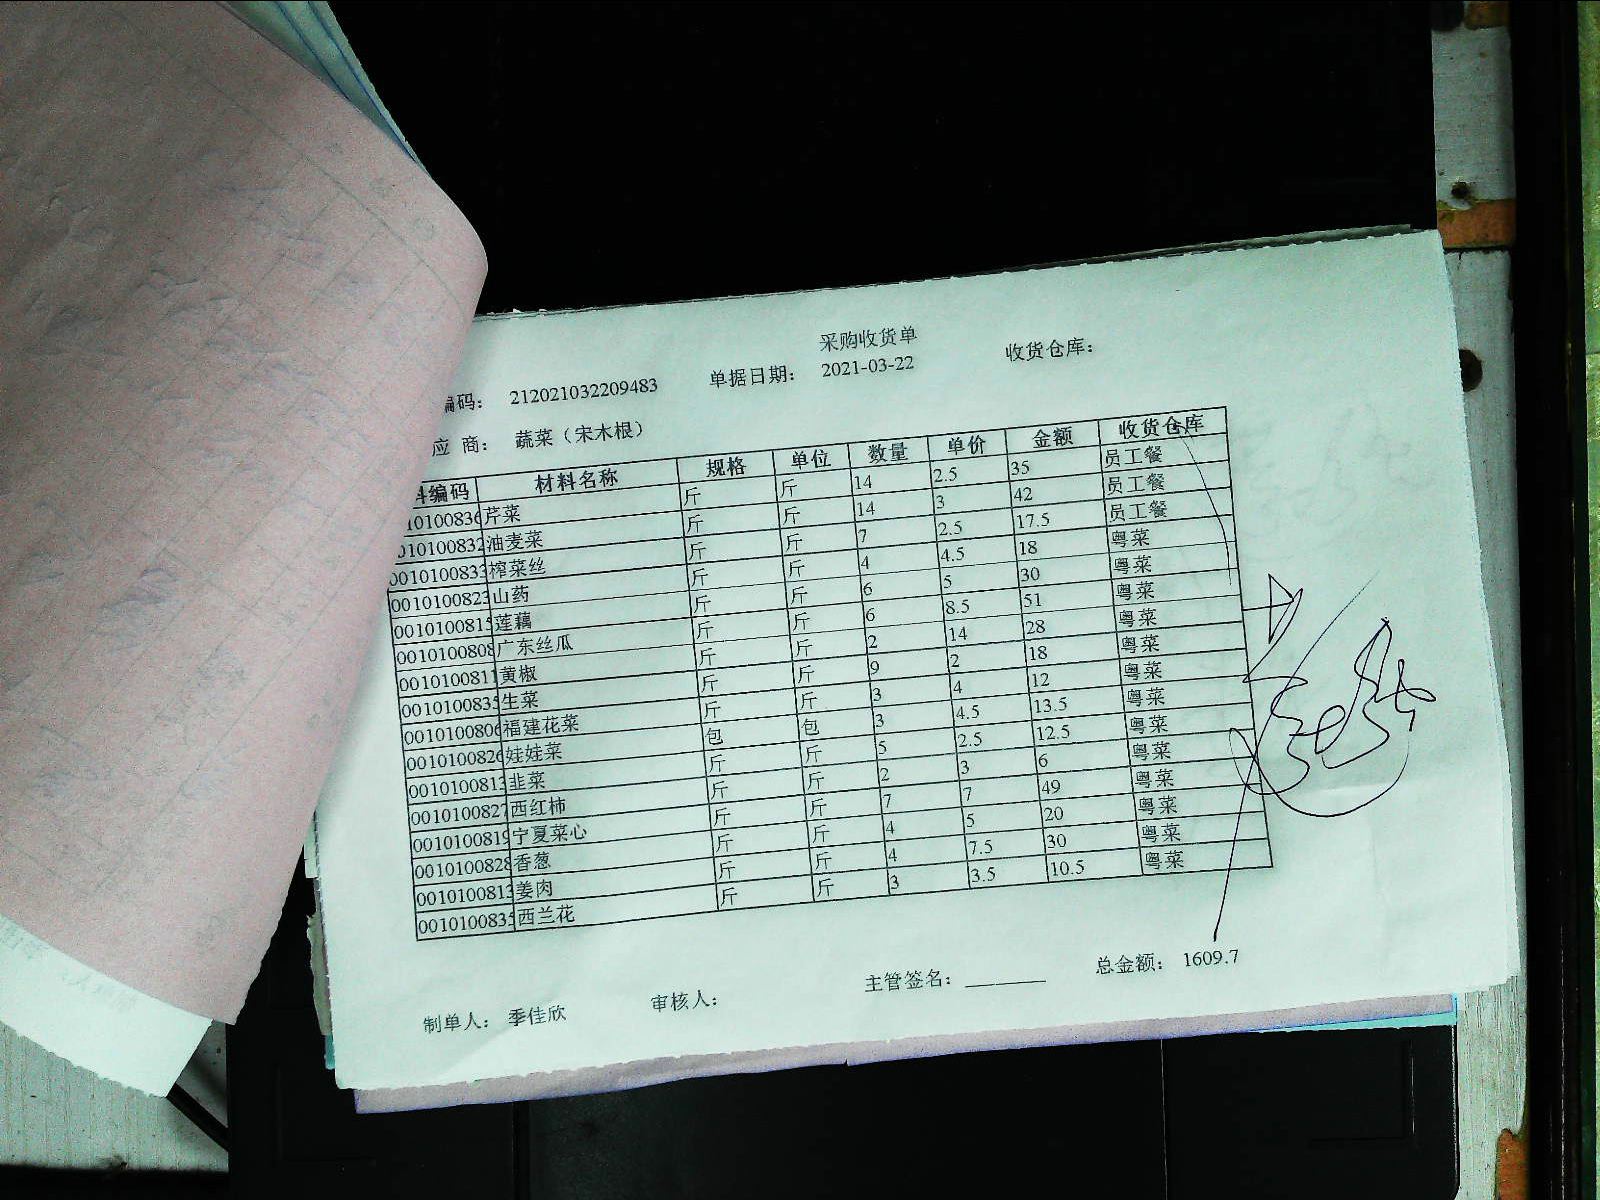 采购收货单
编码： 212021032209483 单据日期： 2021-03-22 收货仓库：
应 商： 蔬菜（宋木根）
料编码 材料名称 规格 单位 数量 单价 金额 收货仓库
10100836 芹菜 斤 斤 14 2.5 35 员工餐
010100832 油麦菜 斤 斤 14 3 42 员工餐
0010100833 榨菜丝 斤 斤 7 2.5 17.5 员工餐
0010100823 山药 斤 斤 4 4.5 18 粤菜
0010100815 莲藕 斤 斤 6 5 30 粤菜
0010100808 广东丝瓜 斤 斤 6 8.5 51 粤菜
0010100811 黄椒 斤 斤 2 14 28 粤菜
0010100835 生菜 斤 斤 9 2 18 粤菜
0010100806 福建花菜 斤 斤 3 4 12 粤菜
0010100826 娃娃菜 包 包 3 4.5 13.5 粤菜
0010100813 韭菜 斤 斤 5 2.5 12.5 粤菜
0010100827 西红柿 斤 斤 2 3 6 粤菜
0010100819 宁夏菜心 斤 斤 7 7 49 粤菜
0010100828 香葱 斤 斤 4 5 20 粤菜
0010100813 姜肉 斤 斤 4 7.5 30 粤菜
0010100835 西兰花 斤 斤 3 3.5 10.5 粤菜
制单人： 季佳欣 审核人： 主管签名： 总金额： 1609.7